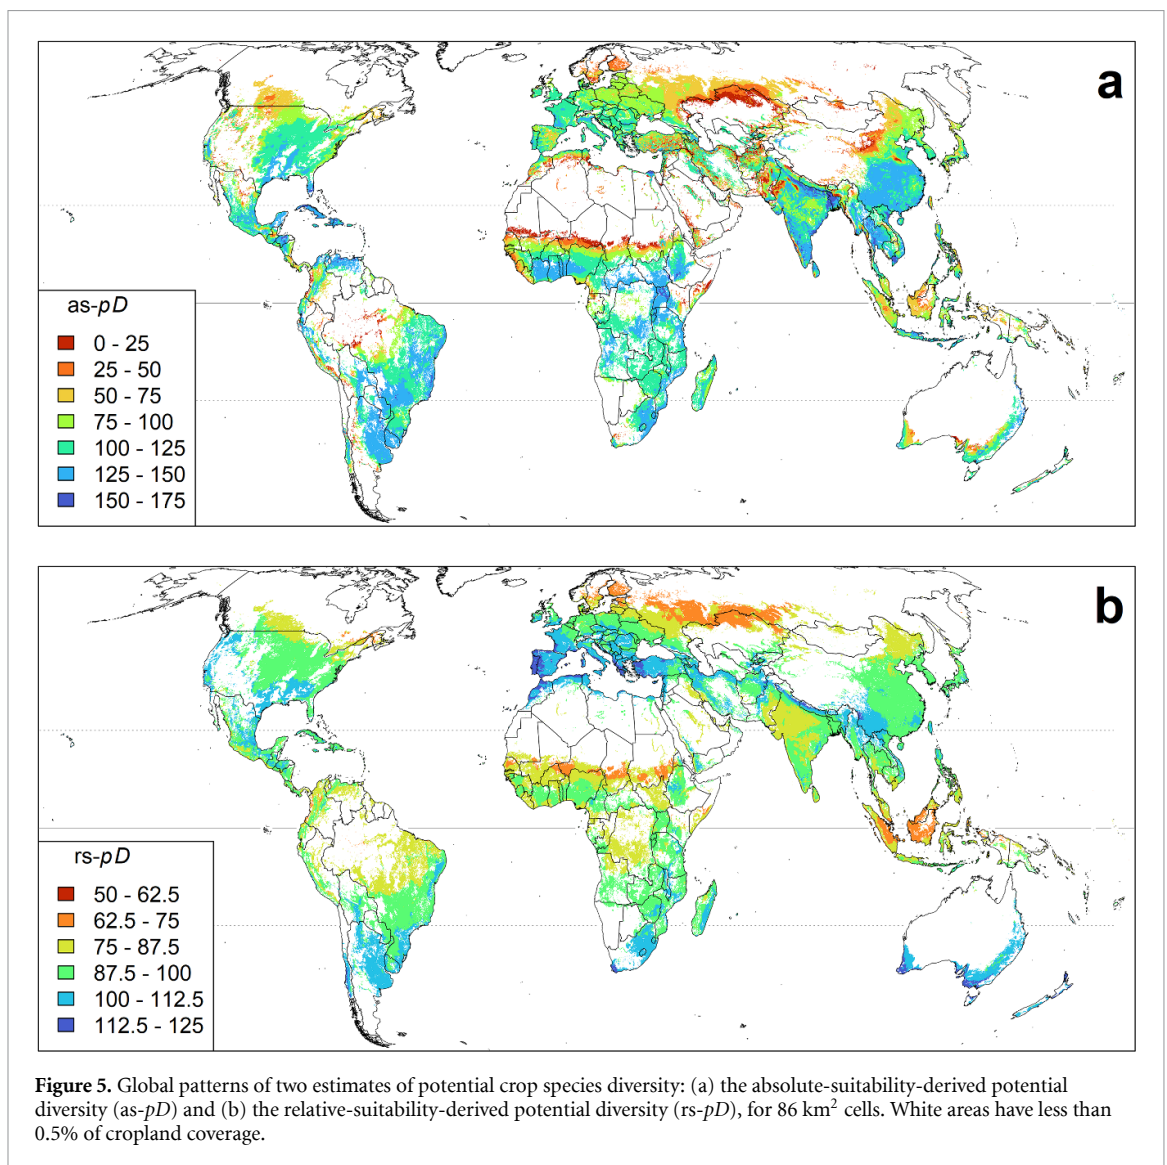 a
as-pD
0 - 25
25 - 50
50 - 75
75 - 100
100 - 125
125 - 150
150 - 175
b
rs-pD
50 - 62.5
62.5 - 75
75 - 87.5
87.5 - 100
100 - 112.5
112.5 - 125
Figure 5. Global patterns of two estimates of potential crop species diversity: (a) the absolute-suitability-derived potential
diversity (as-pD) and (b) the relative-suitability-derived potential diversity (rs-pD), for 86 km² cells. White areas have less than
0.5% of cropland coverage.